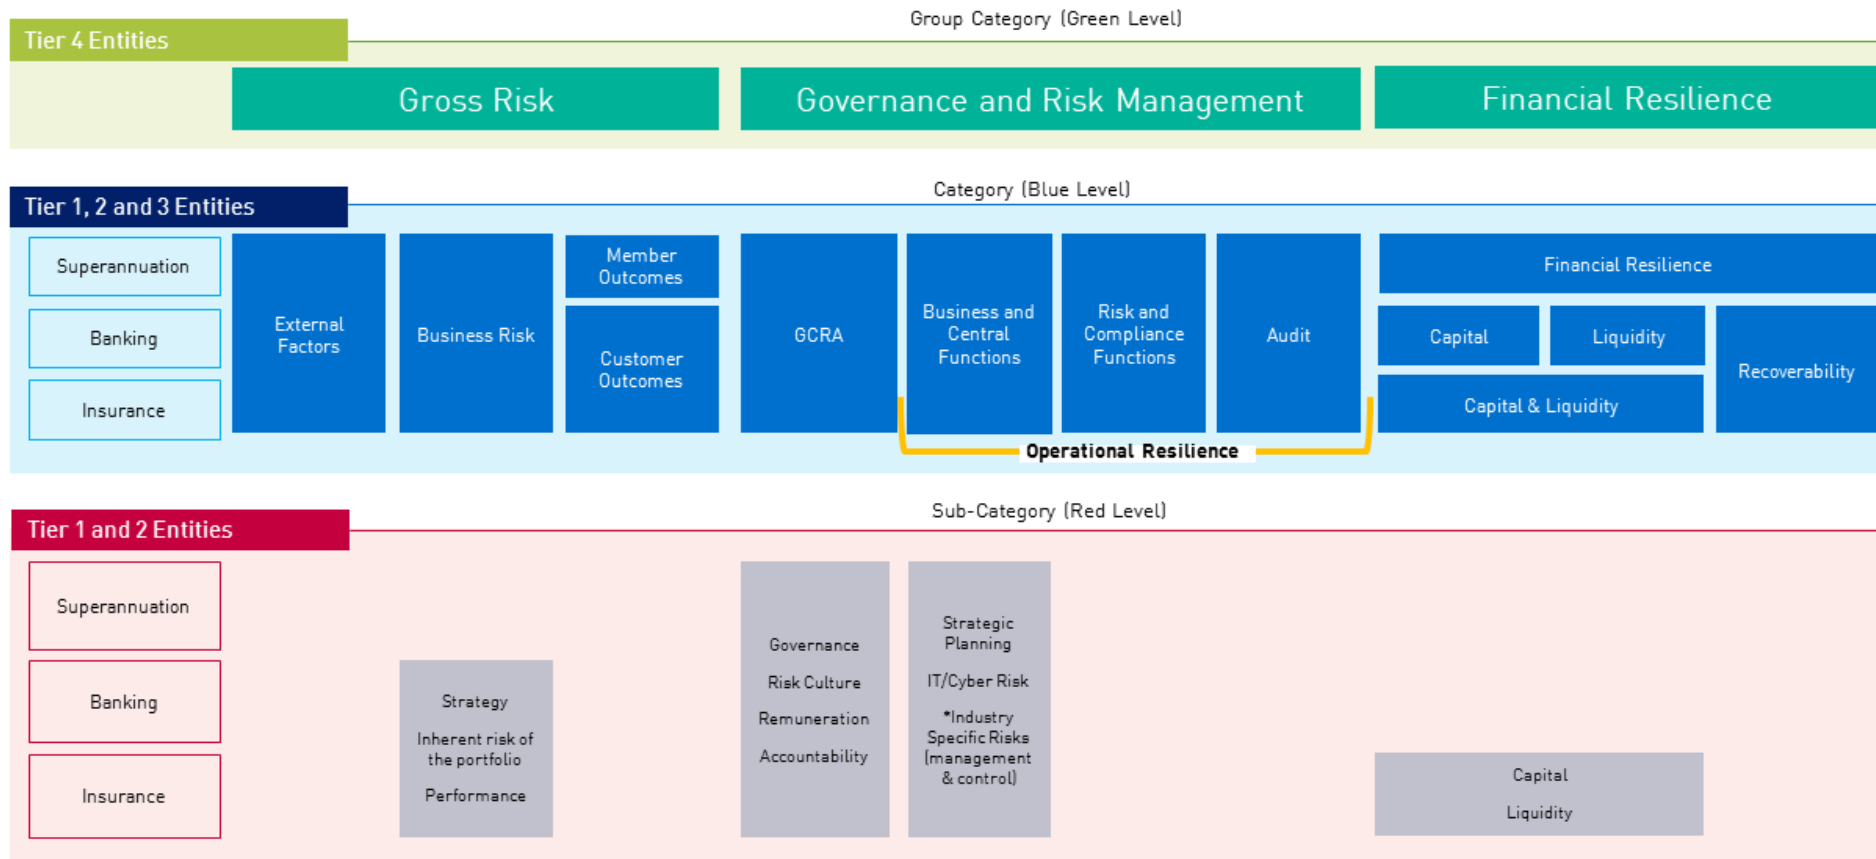 Group Category (Green Level)
Tier 4 Entities
Gross Risk
Governance and Risk Management
Financial Resilience
Category (Blue Level)
Tier 1, 2 and 3 Entities
Superannuation
Banking
Insurance
External
Factors
Business Risk
Member
Outcomes
Customer
Outcomes
GCRA
Business and
Central
Functions
Risk and
Compliance
Functions
Audit
Financial Resilience
Capital
Liquidity
Capital & Liquidity
Recoverability
Operational Resilience
Sub-Category (Red Level)
Tier 1 and 2 Entities
Superannuation
Banking
Insurance
Strategy
Inherent risk of
the portfolio
Performance
Governance
Risk Culture
Remuneration
Accountability
Strategic
Planning
IT/Cyber Risk
*Industry
Specific Risks
(management
& control)
Capital
Liquidity